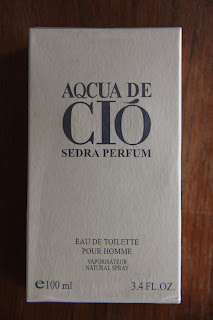 AQCUA DE
CIÓ
SEDRA PERFUM
EAU DE TOILETTE
POUR HOMME
VAPORISATEUR
NATURAL SPRAY
℮100 ml 3.4 FL.OZ.